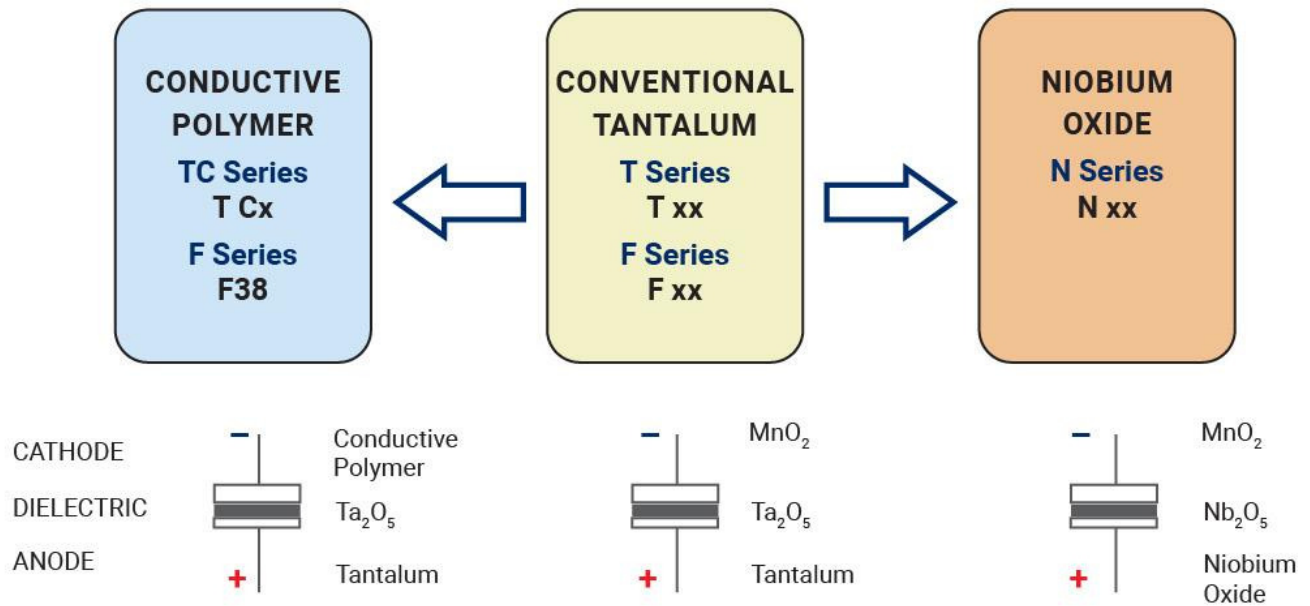 CONDUCTIVE
POLYMER
TC Series
T Cx
F Series
F38
CONVENTIONAL
TANTALUM
T Series
T xx
F Series
F xx
NIOBIUM
OXIDE
N Series
N xx
CATHODE
DIELECTRIC
ANODE
–
Conductive
Polymer
Ta₂O₅
+
Tantalum
–
MnO₂
Ta₂O₅
+
Tantalum
–
MnO₂
Nb₂O₅
+
Niobium
Oxide